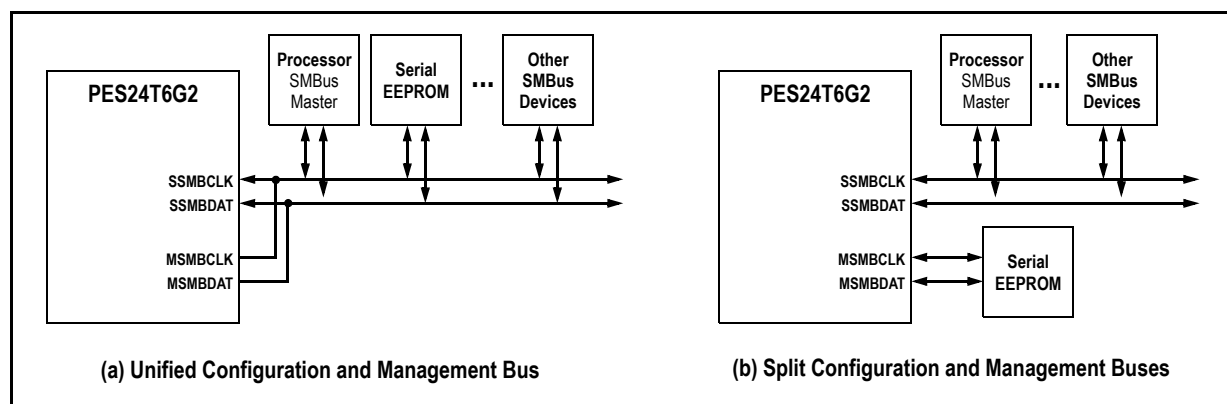 PES24T6G2
Processor
SMBus
Master
Serial
EEPROM
...
Other
SMBus
Devices
SSMBCLK
SSMBDAT
MSMBCLK
MSMBDAT
(a) Unified Configuration and Management Bus
PES24T6G2
Processor
SMBus
Master
...
Other
SMBus
Devices
SSMBCLK
SSMBDAT
MSMBCLK
MSMBDAT
Serial
EEPROM
(b) Split Configuration and Management Buses